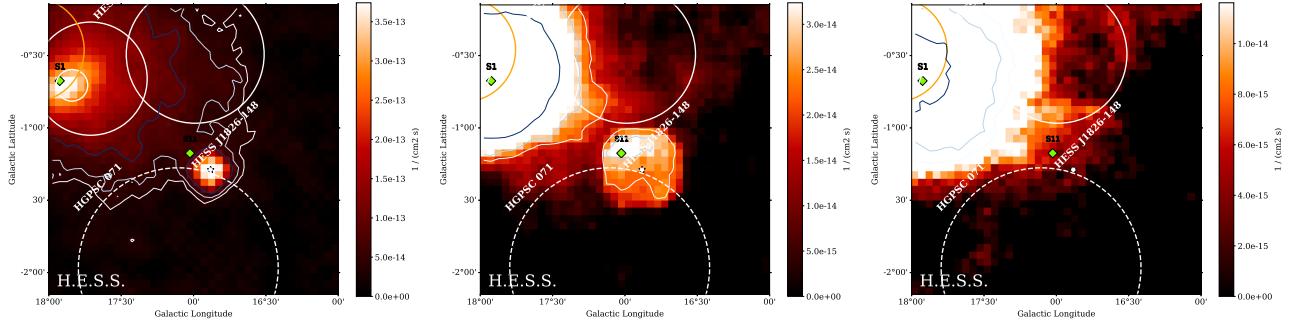 HESS J1826-148
S1
S11
HGPSC 071
H.E.S.S.
-0°30'
-1°00'
30'
-2°00'
18°00'
17°30'
00'
16°30'
00'
Galactic Longitude
Galactic Latitude
3.5e-13
3.0e-13
2.5e-13
2.0e-13
1.5e-13
1.0e-13
5.0e-14
0.0e+00
1 / (cm2 s)
S1
S11
HESS J1826-148
HGPSC 071
H.E.S.S.
-0°30'
-1°00'
30'
-2°00'
18°00'
17°30'
00'
16°30'
00'
Galactic Longitude
Galactic Latitude
3.0e-14
2.5e-14
2.0e-14
1.5e-14
1.0e-14
5.0e-15
0.0e+00
1 / (cm2 s)
S1
S11
HESS J1826-148
HGPSC 071
H.E.S.S.
-0°30'
-1°00'
30'
-2°00'
18°00'
17°30'
00'
16°30'
00'
Galactic Longitude
Galactic Latitude
1.0e-14
8.0e-15
6.0e-15
4.0e-15
2.0e-15
0.0e+00
1 / (cm2 s)